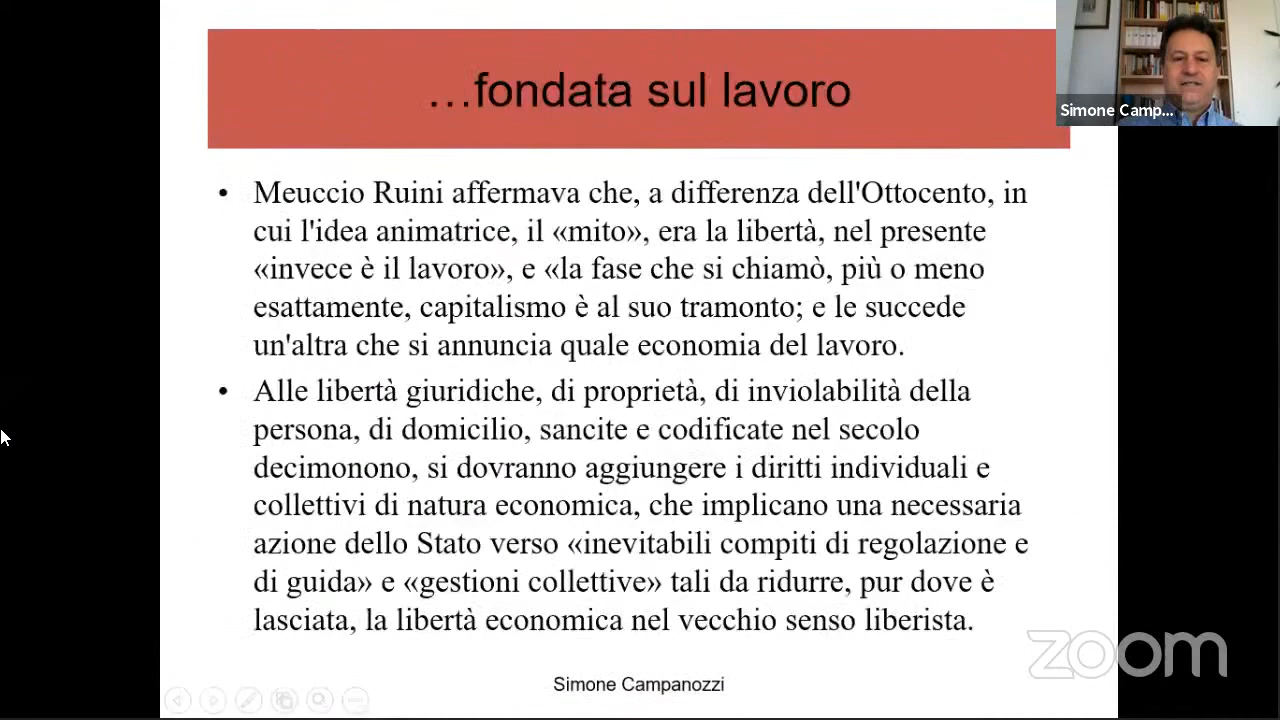 …fondata sul lavoro
Simone Camp...
• Meuccio Ruini affermava che, a differenza dell'Ottocento, in
cui l'idea animatrice, il «mito», era la libertà, nel presente
«invece è il lavoro», e «la fase che si chiamò, più o meno
esattamente, capitalismo è al suo tramonto; e le succede
un'altra che si annuncia quale economia del lavoro.
• Alle libertà giuridiche, di proprietà, di inviolabilità della
persona, di domicilio, sancite e codificate nel secolo
decimonono, si dovranno aggiungere i diritti individuali e
collettivi di natura economica, che implicano una necessaria
azione dello Stato verso «inevitabili compiti di regolazione e
di guida» e «gestioni collettive» tali da ridurre, pur dove è
lasciata, la libertà economica nel vecchio senso liberista.
zoom
Simone Campanozzi